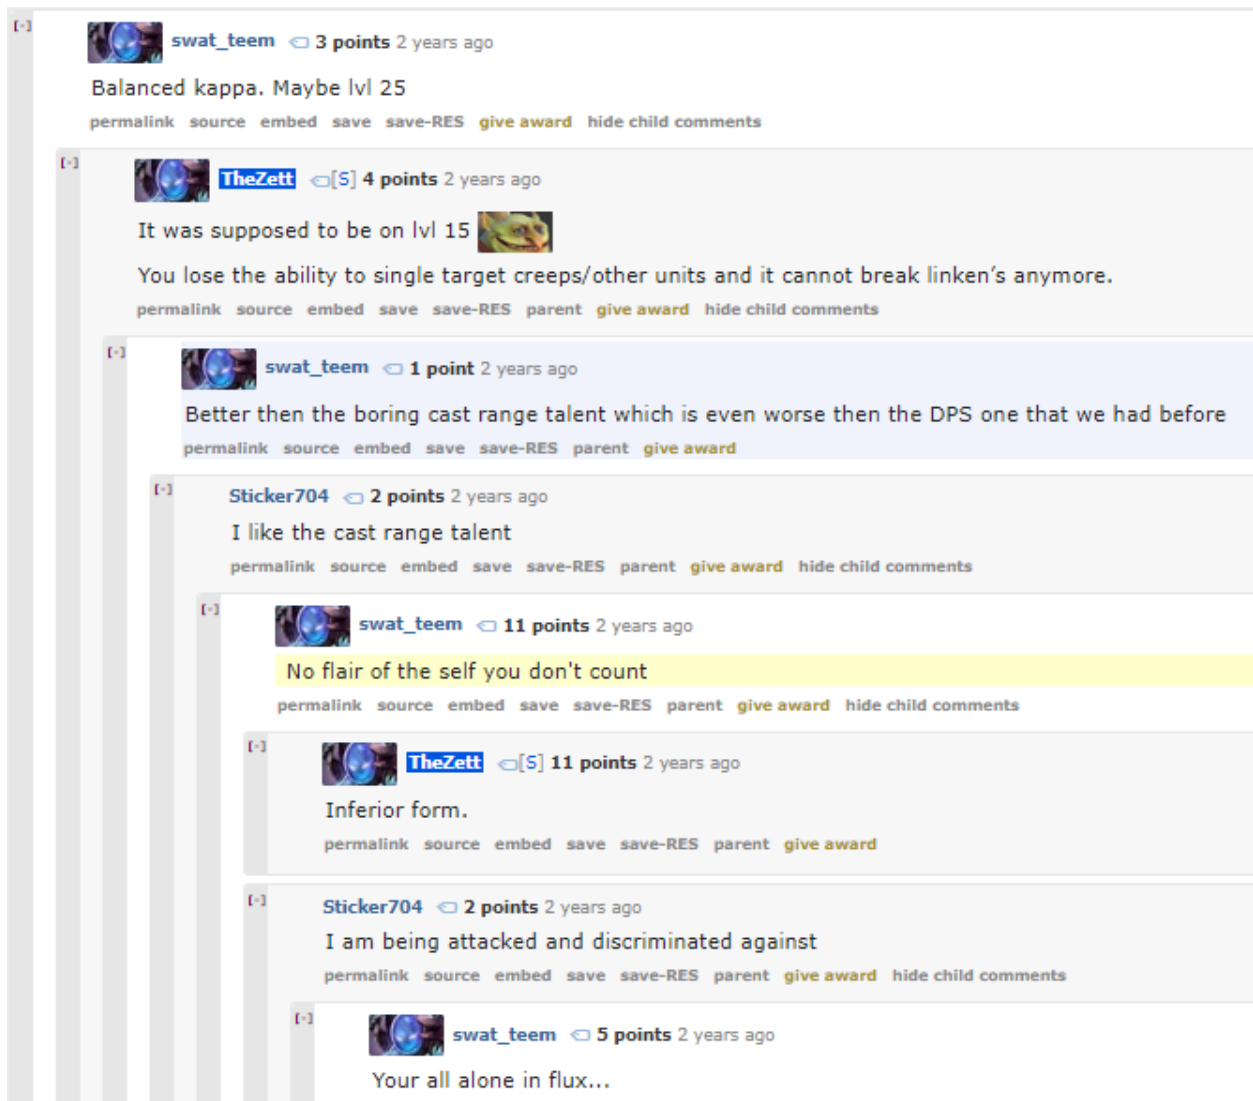 [-]
swat_teem 3 points 2 years ago
Balanced kappa. Maybe lvl 25
permalink source embed save save-RES give award hide child comments
[-]
TheZett [S] 4 points 2 years ago
It was supposed to be on lvl 15
You lose the ability to single target creeps/other units and it cannot break linken’s anymore.
permalink source embed save save-RES parent give award hide child comments
[-]
swat_teem 1 point 2 years ago
Better then the boring cast range talent which is even worse then the DPS one that we had before
permalink source embed save save-RES parent give award
[-]
Sticker704 2 points 2 years ago
I like the cast range talent
permalink source embed save save-RES parent give award hide child comments
[-]
swat_teem 11 points 2 years ago
No flair of the self you don't count
permalink source embed save save-RES parent give award hide child comments
[-]
TheZett [S] 11 points 2 years ago
Inferior form.
permalink source embed save save-RES parent give award
[-]
Sticker704 2 points 2 years ago
I am being attacked and discriminated against
permalink source embed save save-RES parent give award hide child comments
[-]
swat_teem 5 points 2 years ago
Your all alone in flux...